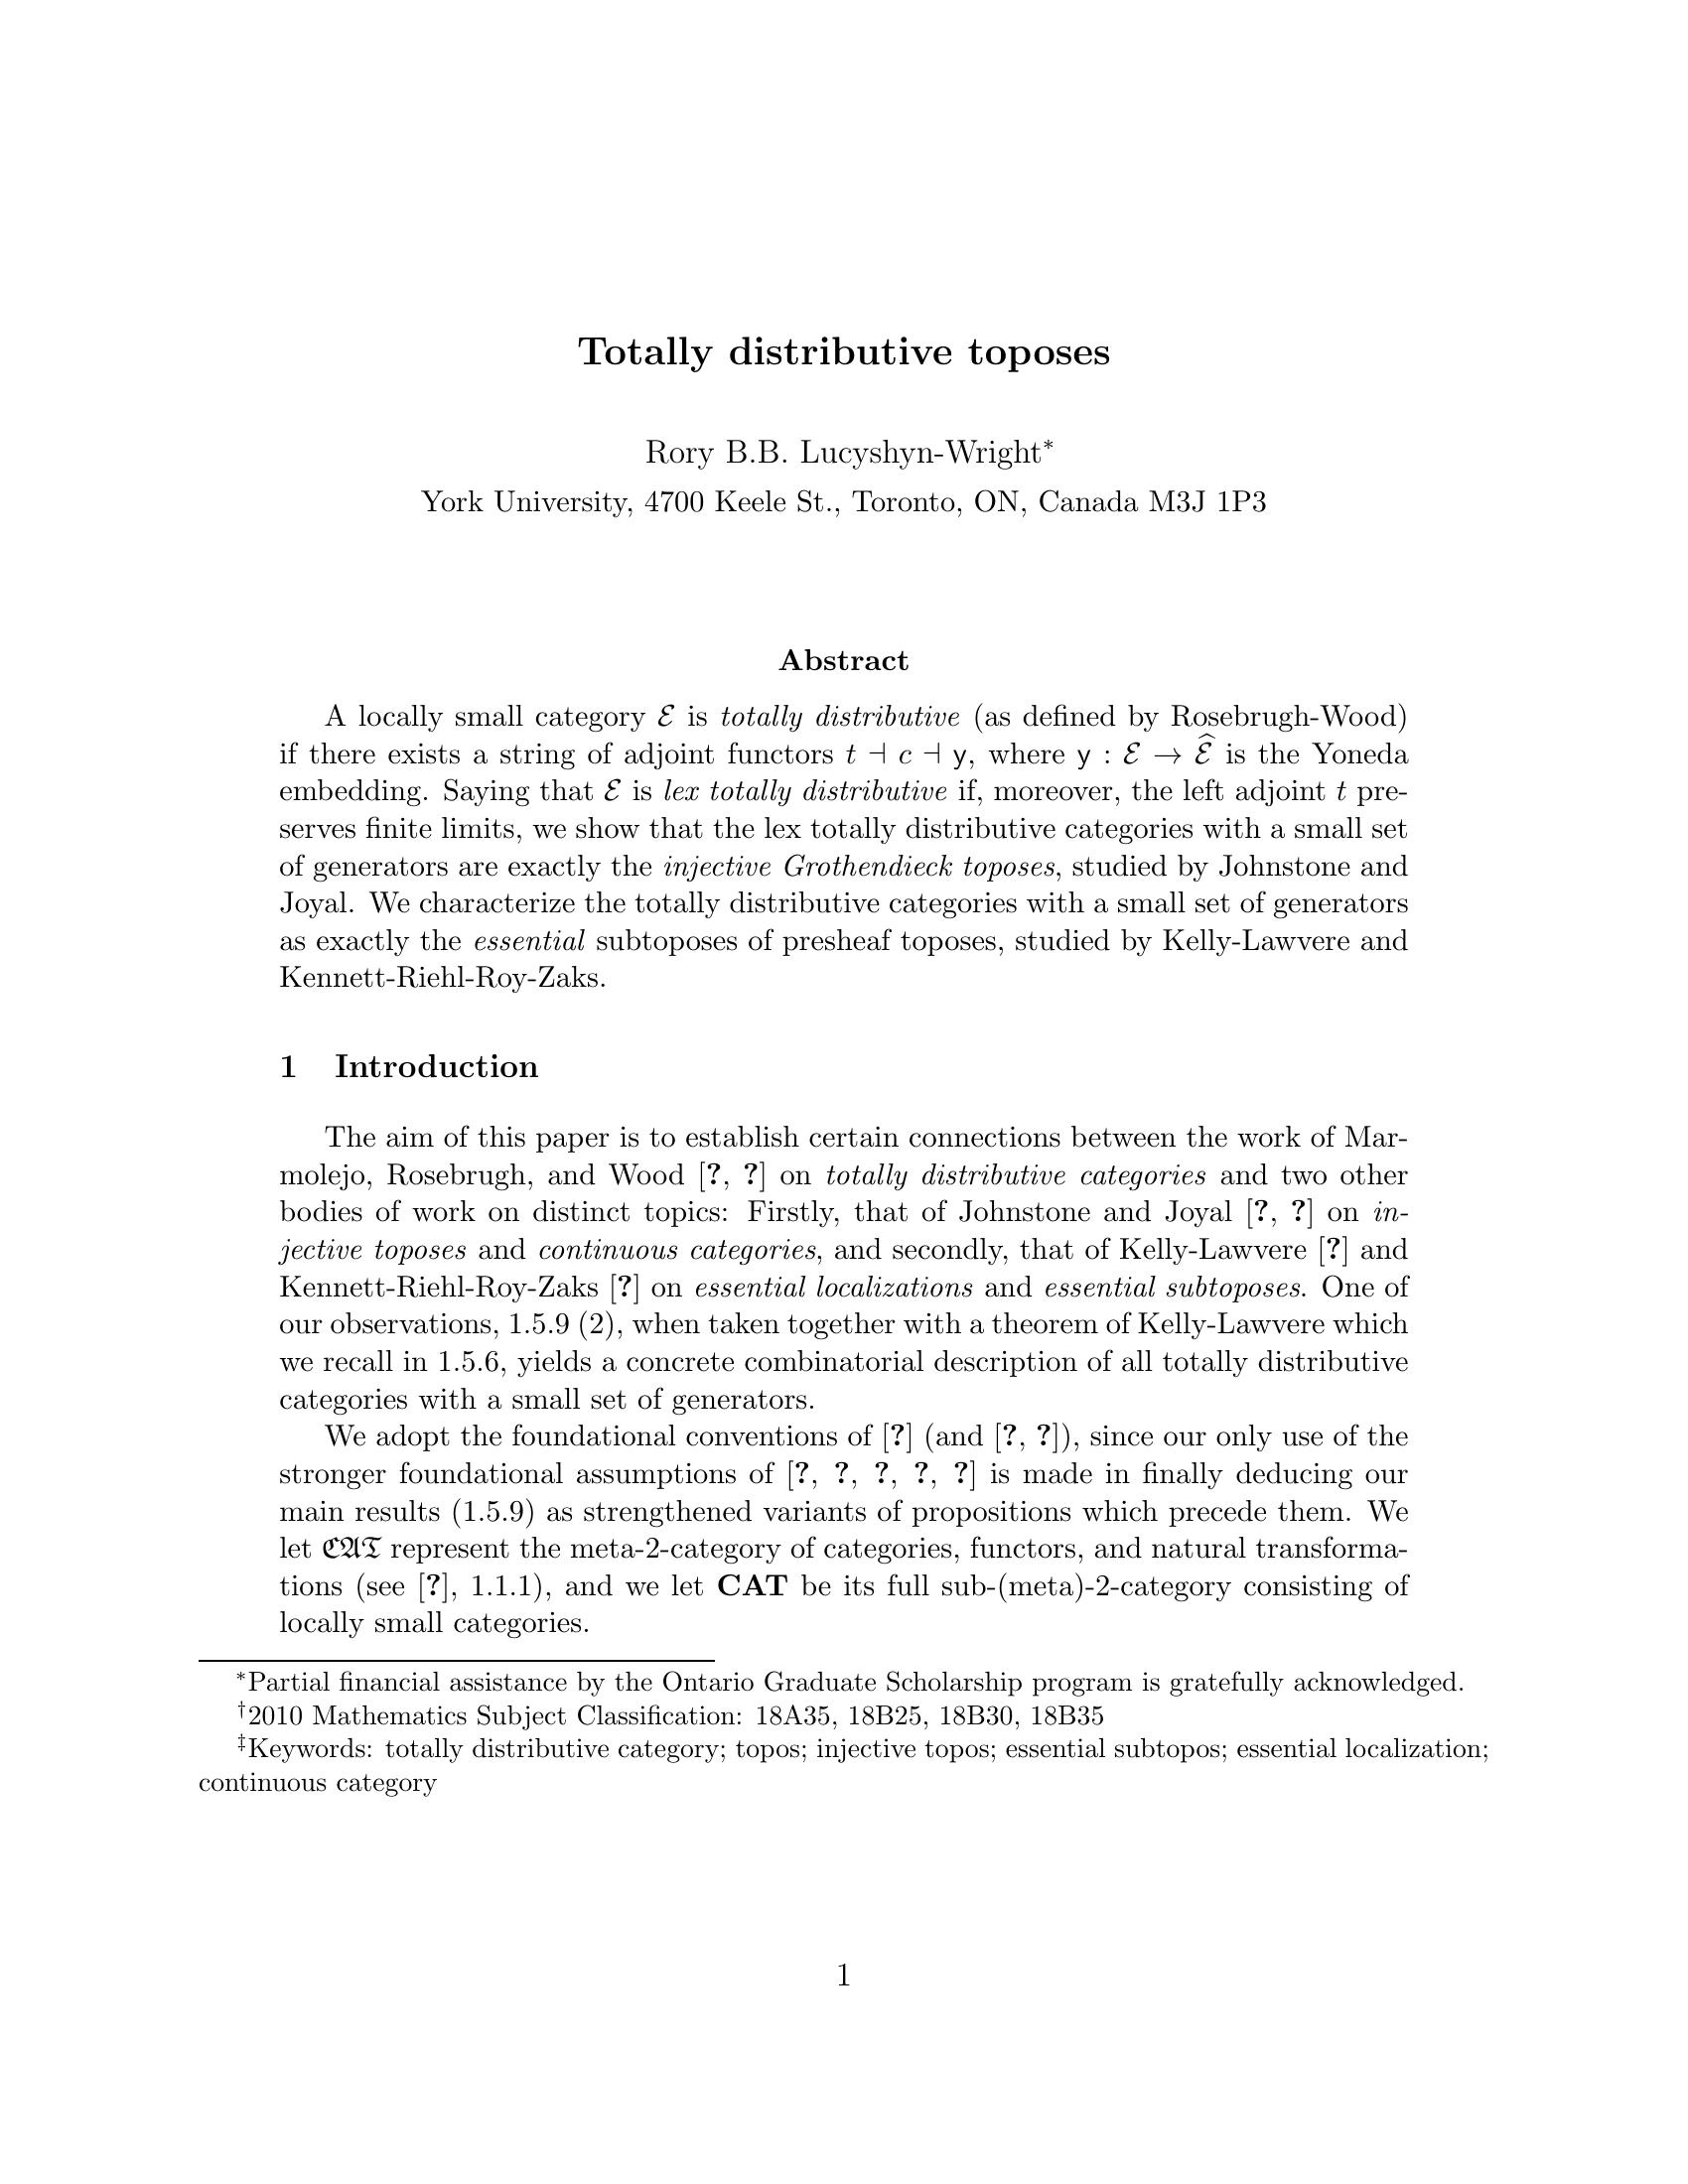 Totally distributive toposes
Rory B.B. Lucyshyn-Wright*
York University, 4700 Keele St., Toronto, ON, Canada M3J 1P3
Abstract
A locally small category ℰ is totally distributive (as defined by Rosebrugh-Wood)
if there exists a string of adjoint functors t ⊣ c ⊣ y, where y : ℰ → ℰ̂ is the Yoneda
embedding. Saying that ℰ is lex totally distributive if, moreover, the left adjoint t pre-
serves finite limits, we show that the lex totally distributive categories with a small set
of generators are exactly the injective Grothendieck toposes, studied by Johnstone and
Joyal. We characterize the totally distributive categories with a small set of generators
as exactly the essential subtoposes of presheaf toposes, studied by Kelly-Lawvere and
Kennett-Riehl-Roy-Zaks.
1 Introduction
The aim of this paper is to establish certain connections between the work of Mar-
molejo, Rosebrugh, and Wood [?, ?] on totally distributive categories and two other
bodies of work on distinct topics: Firstly, that of Johnstone and Joyal [?, ?] on in-
jective toposes and continuous categories, and secondly, that of Kelly-Lawvere [?] and
Kennett-Riehl-Roy-Zaks [?] on essential localizations and essential subtoposes. One of
our observations, 1.5.9 (2), when taken together with a theorem of Kelly-Lawvere which
we recall in 1.5.6, yields a concrete combinatorial description of all totally distributive
categories with a small set of generators.
We adopt the foundational conventions of [?] (and [?, ?]), since our only use of the
stronger foundational assumptions of [?, ?, ?, ?, ?] is made in finally deducing our
main results (1.5.9) as strengthened variants of propositions which precede them. We
let ℭ𝔄𝔗 represent the meta-2-category of categories, functors, and natural transforma-
tions (see [?], 1.1.1), and we let CAT be its full sub-(meta)-2-category consisting of
locally small categories.
*Partial financial assistance by the Ontario Graduate Scholarship program is gratefully acknowledged.
†2010 Mathematics Subject Classification: 18A35, 18B25, 18B30, 18B35
‡Keywords: totally distributive category; topos; injective topos; essential subtopos; essential localization;
continuous category
1